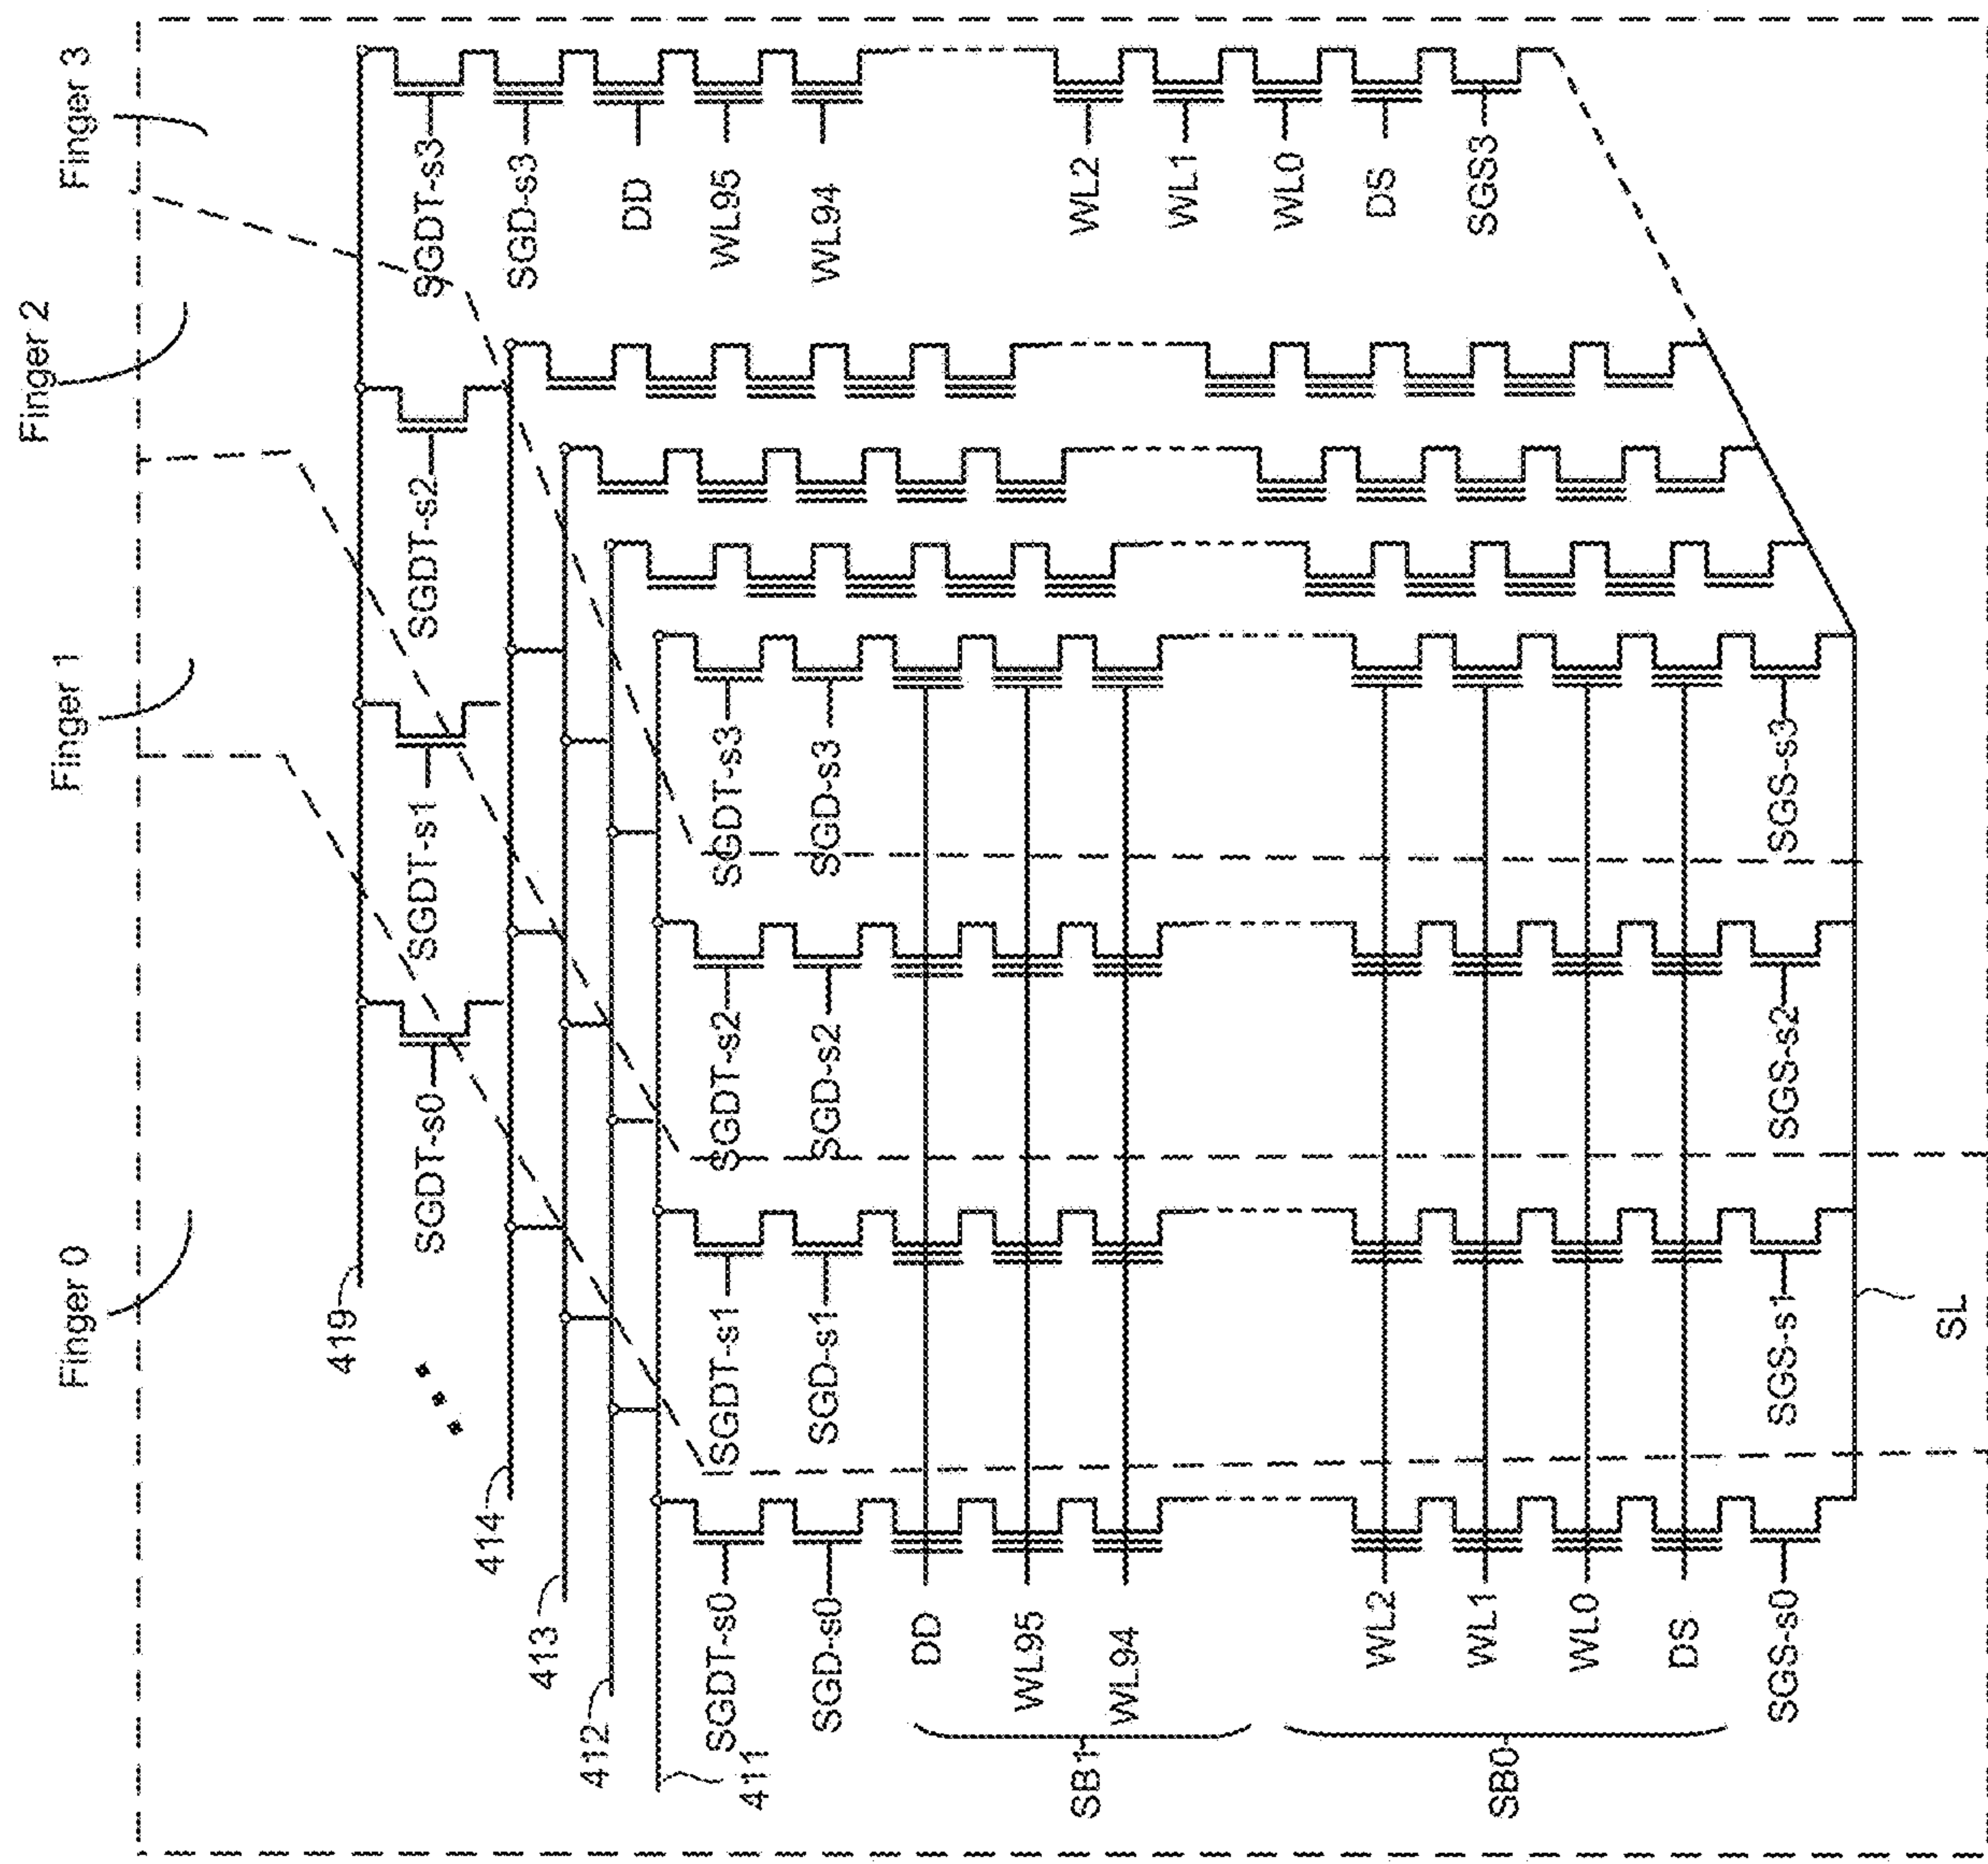 Finger 0
Finger 1
Finger 2
Finger 3
419
414
413
412
411
SGDT-s0
SGDT-s1
SGDT-s2
SGDT-s3
SGD-s3
DD
WL95
WL94
WL2
WL1
WL0
DS
SGS3
SGDT-s0
SGDT-s1
SGDT-s2
SGDT-s3
SGD-s0
SGD-s1
SGD-s2
SGD-s3
DD
WL95
WL94
SB1
WL2
WL1
WL0
DS
SB0
SGS-s0
SGS-s1
SGS-s2
SGS-s3
SL